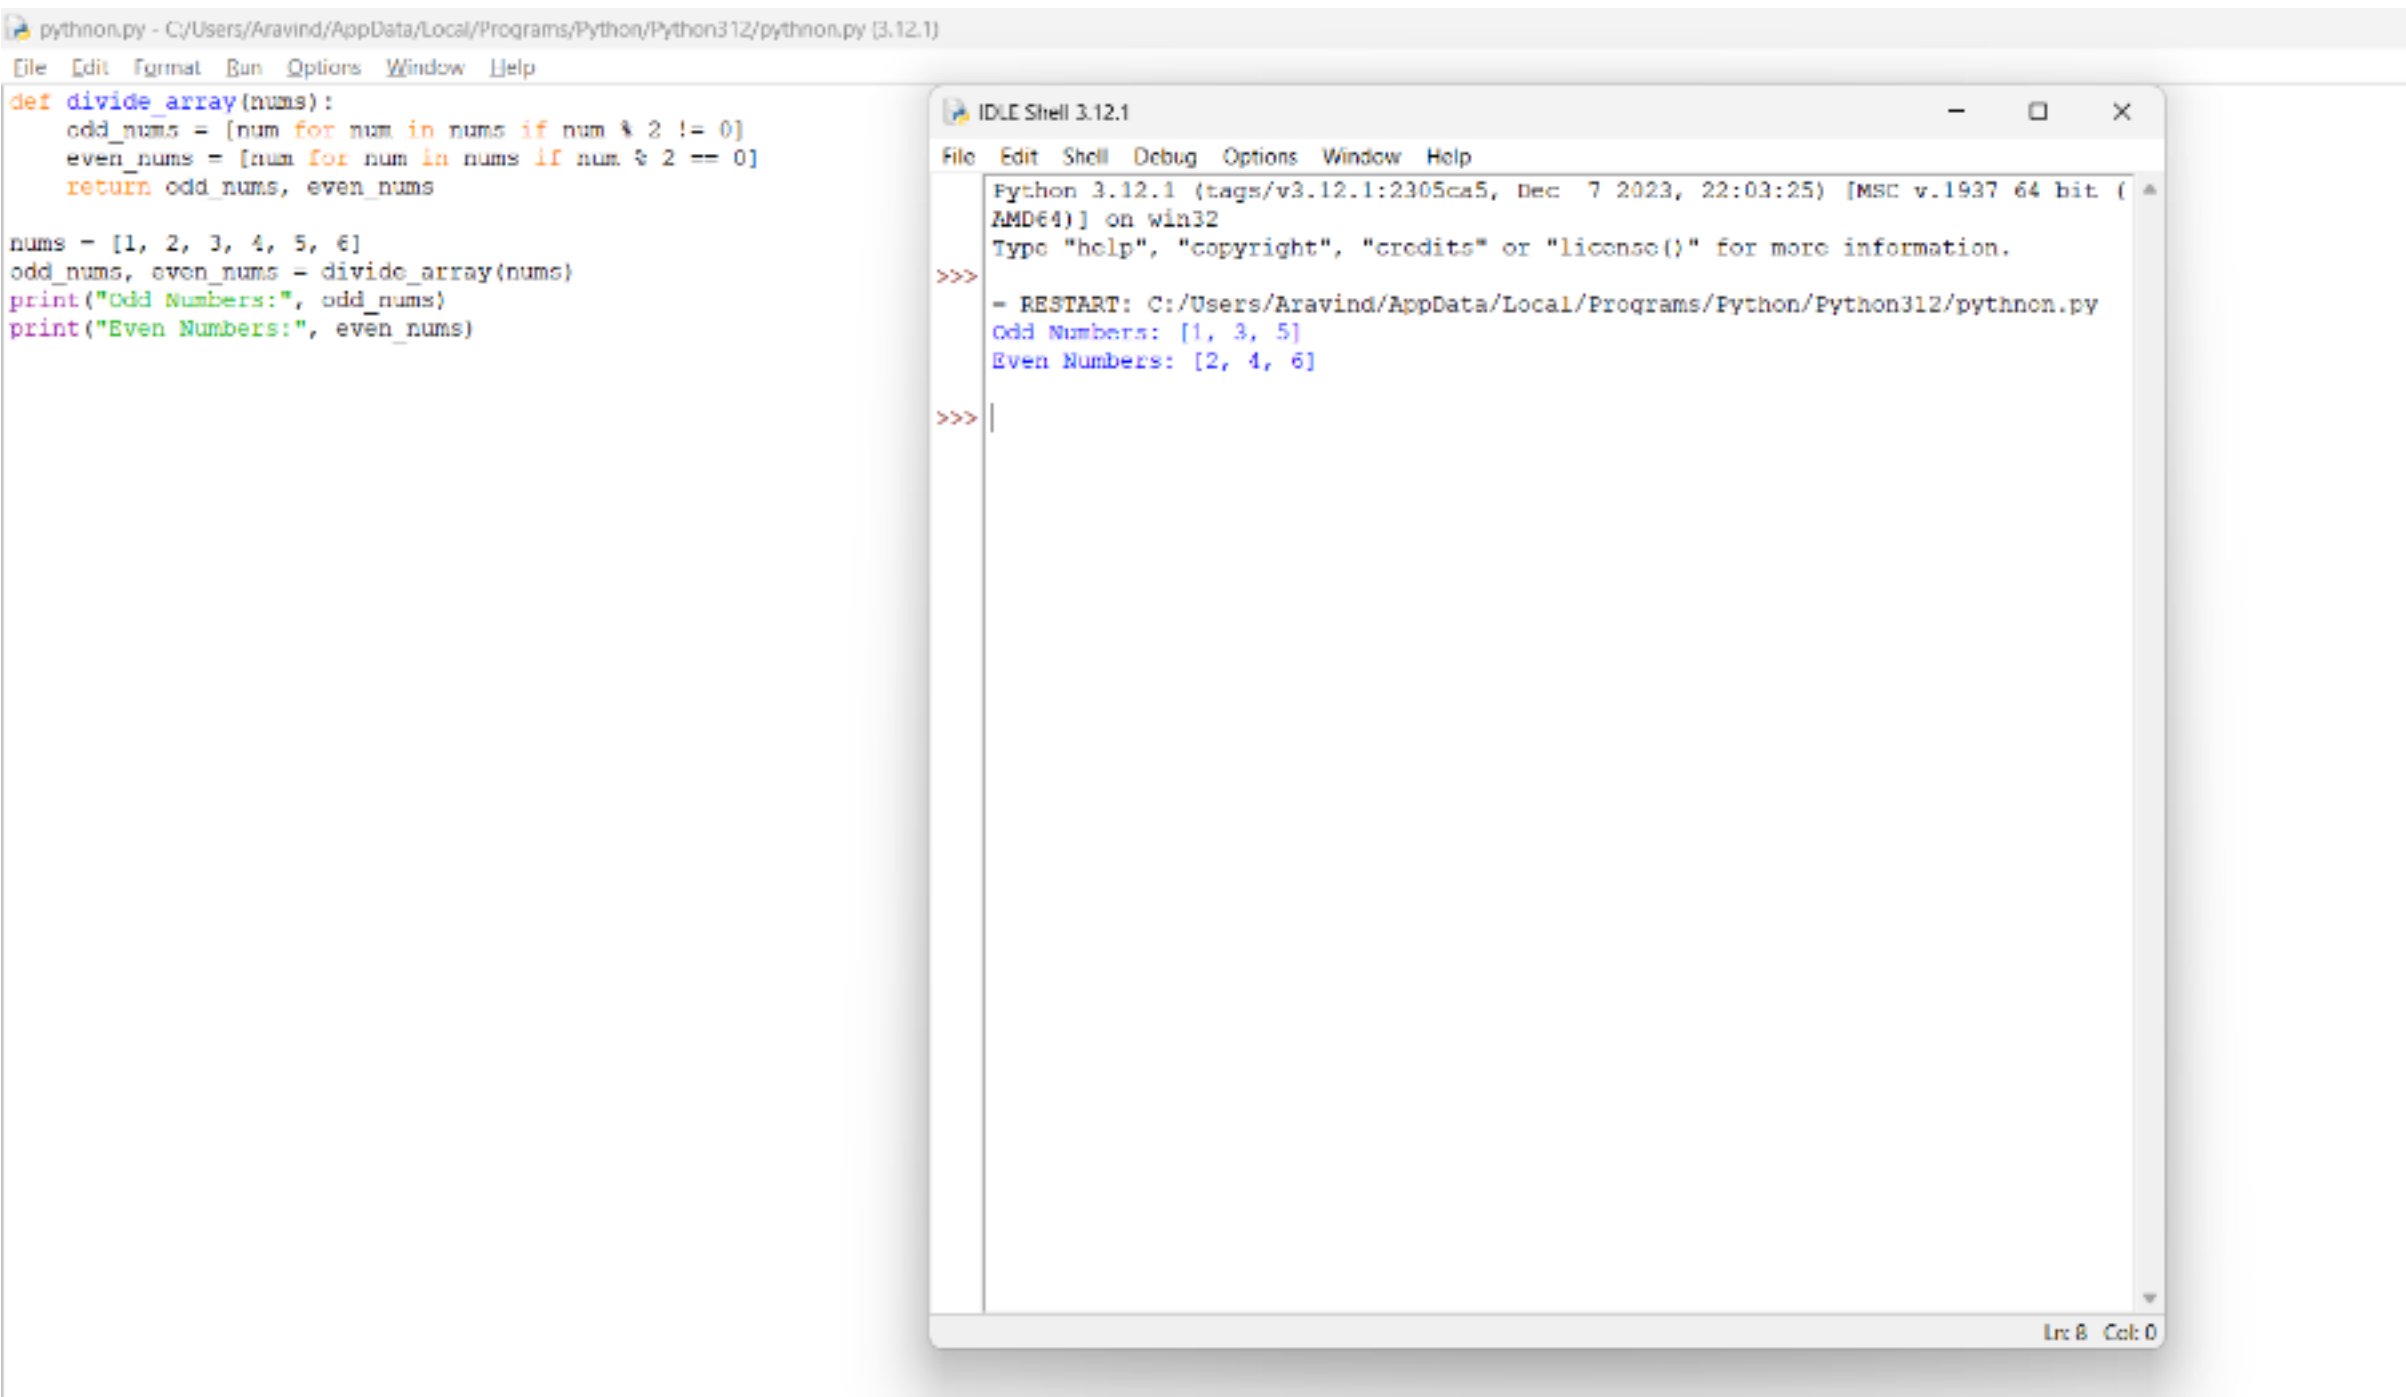 pythnon.py - C:/Users/Aravind/AppData/Local/Programs/Python/Python312/pythnon.py (3.12.1)
File Edit Format Run Options Window Help
def divide_array(nums):
    odd_nums = [num for num in nums if num % 2 != 0]
    even_nums = [num for num in nums if num % 2 == 0]
    return odd_nums, even_nums
nums = [1, 2, 3, 4, 5, 6]
odd_nums, even_nums = divide_array(nums)
print("Odd Numbers:", odd_nums)
print("Even Numbers:", even_nums)
IDLE Shell 3.12.1
File Edit Shell Debug Options Window Help
Python 3.12.1 (tags/v3.12.1:2305ca5, Dec  7 2023, 22:03:25) [MSC v.1937 64 bit (
AMD64)] on win32
Type "help", "copyright", "credits" or "license()" for more information.
>>>
= RESTART: C:/Users/Aravind/AppData/Local/Programs/Python/Python312/pythnon.py
Odd Numbers: [1, 3, 5]
Even Numbers: [2, 4, 6]
>>>
Ln: 8 Col: 0